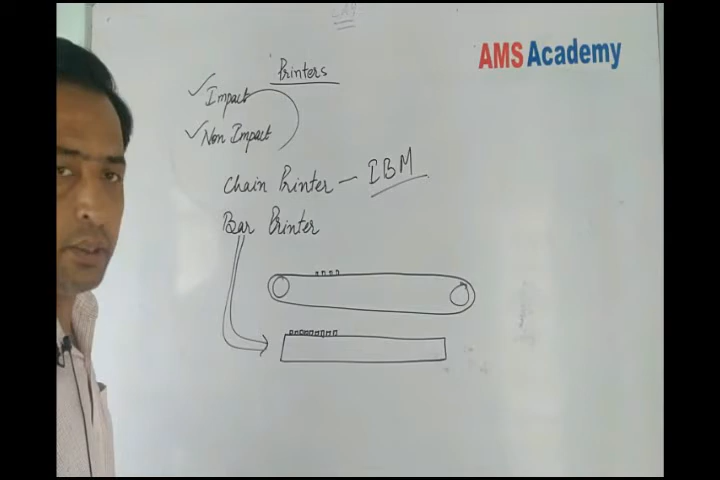 AMS Academy
Printers
Impact
Non Impact
Chain Printer — IBM
Bar Printer